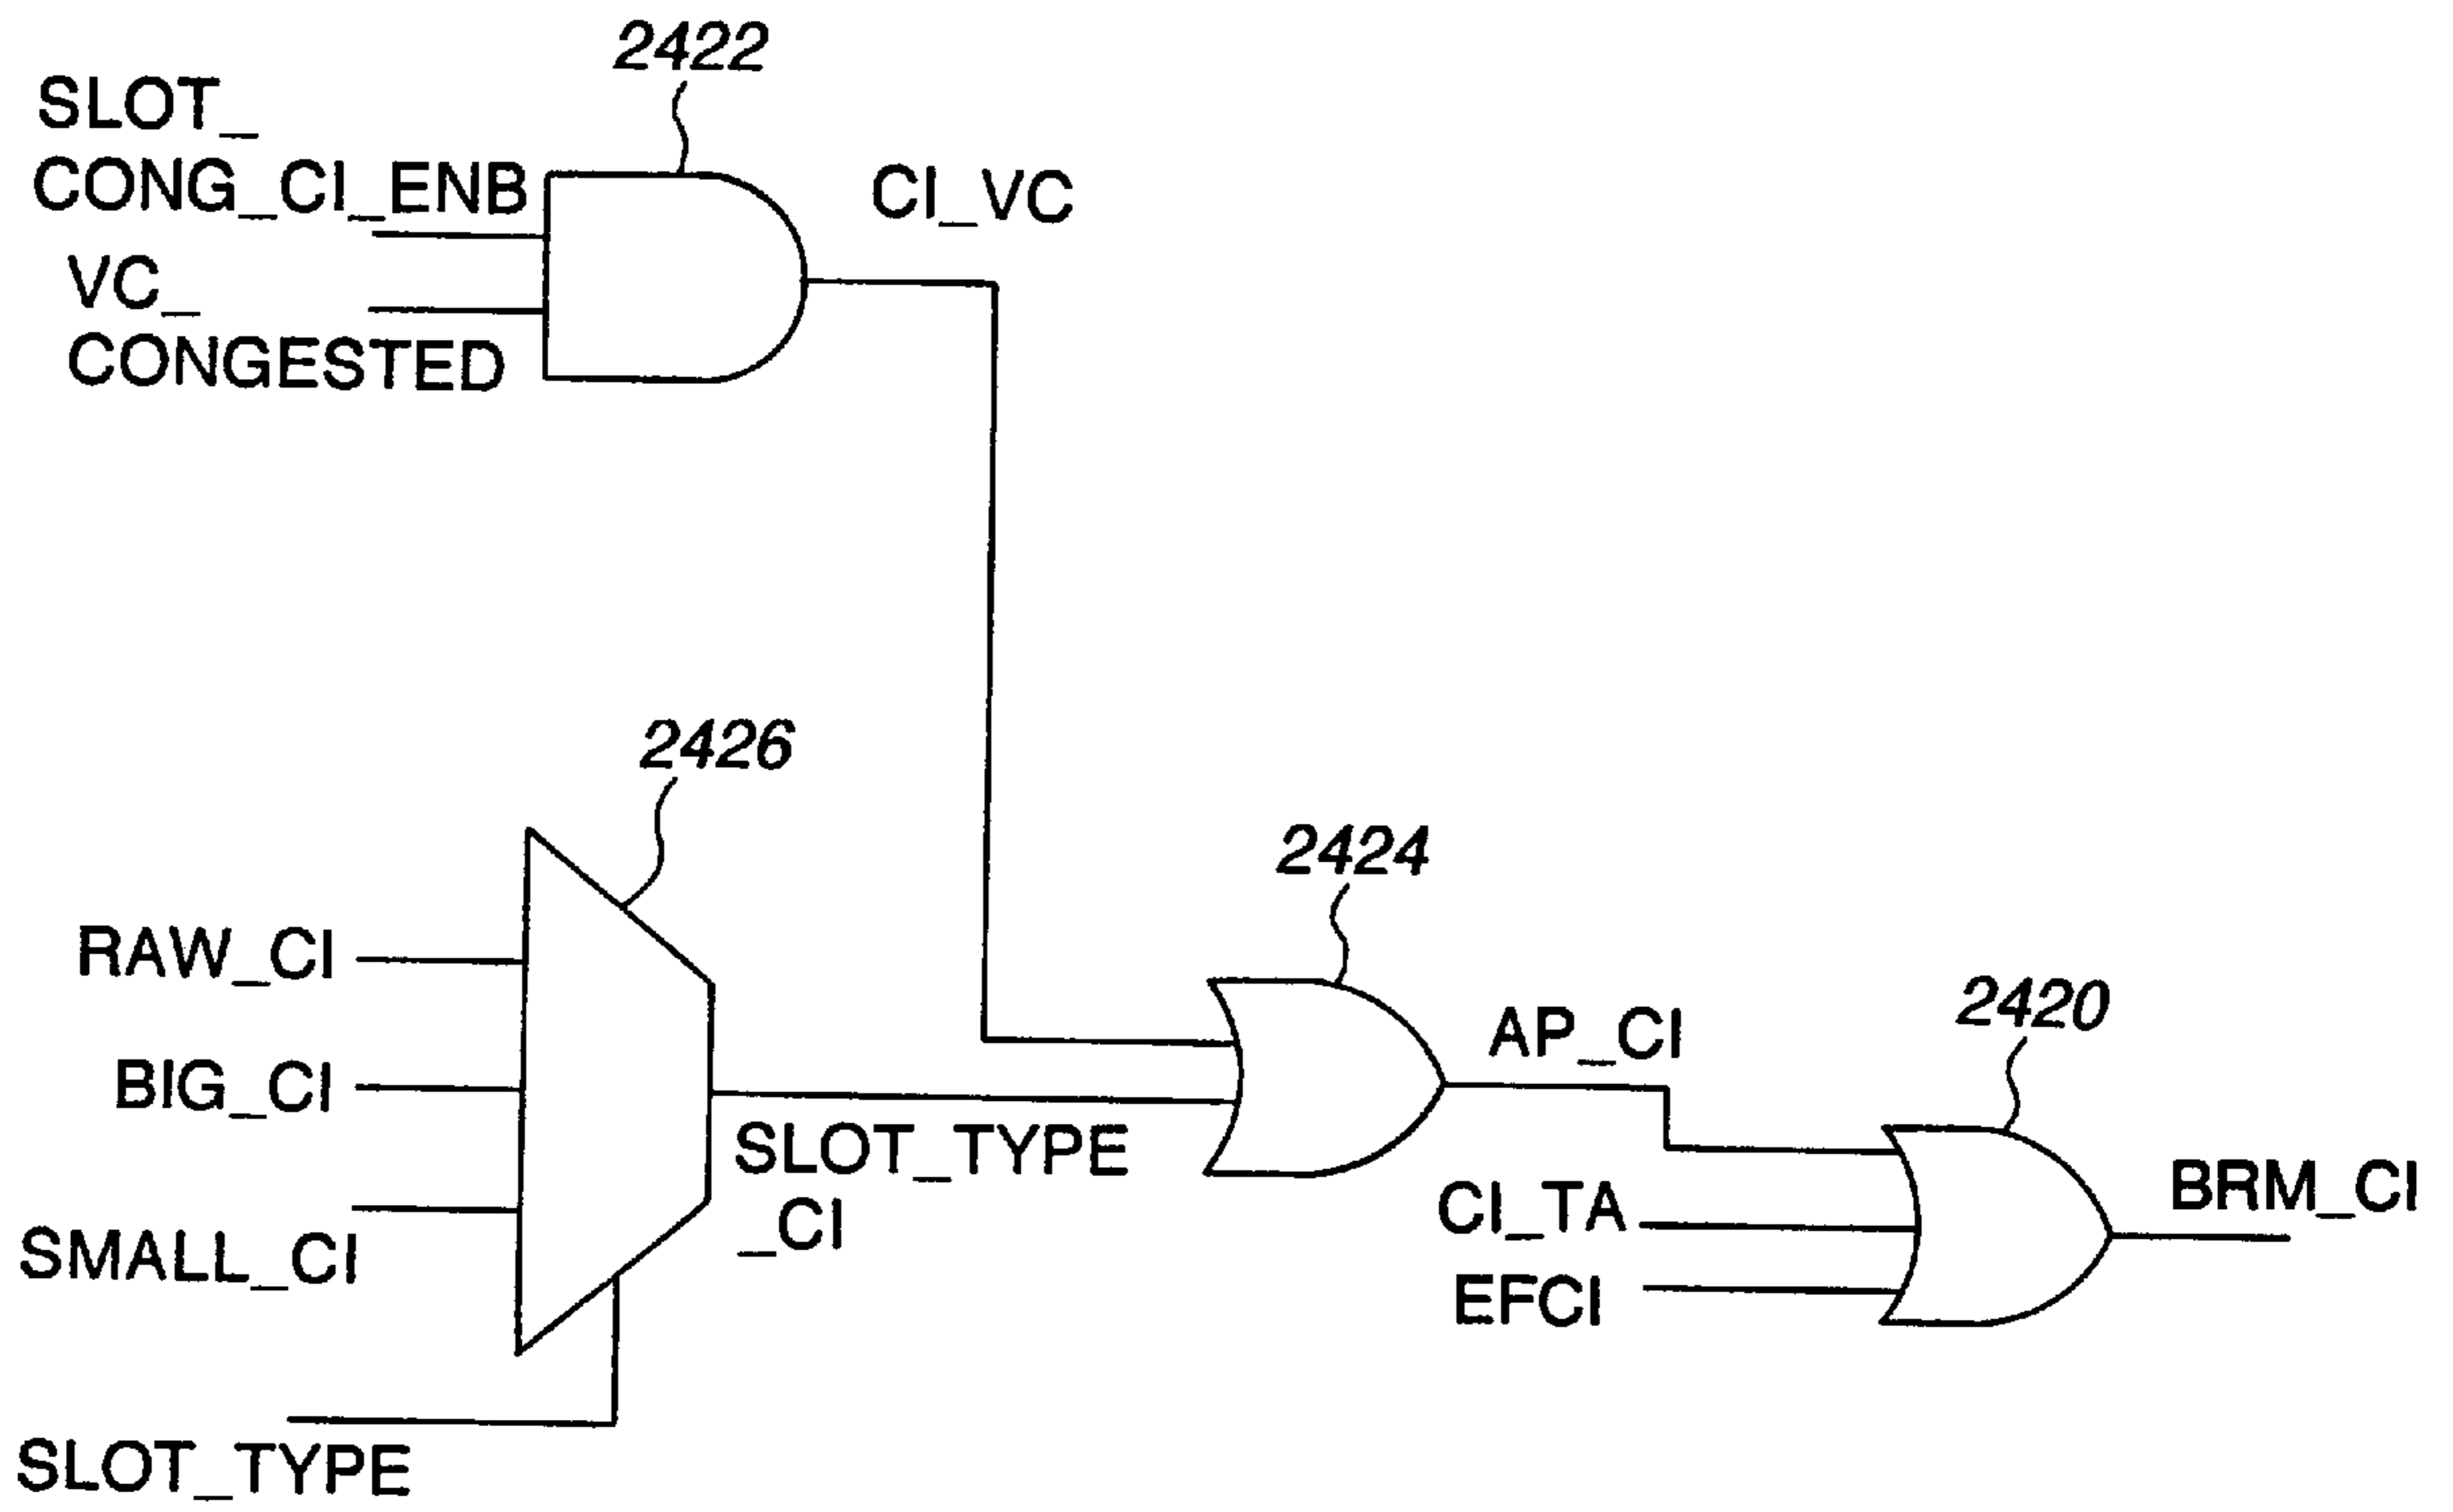 2422
SLOT_
CONG_CI_ENB
CI_VC
VC_
CONGESTED
2426
2424
RAW_CI
2420
AP_CI
BIG_CI
SLOT_TYPE
_CI
CI_TA
BRM_CI
SMALL_CI
EFCI
SLOT_TYPE